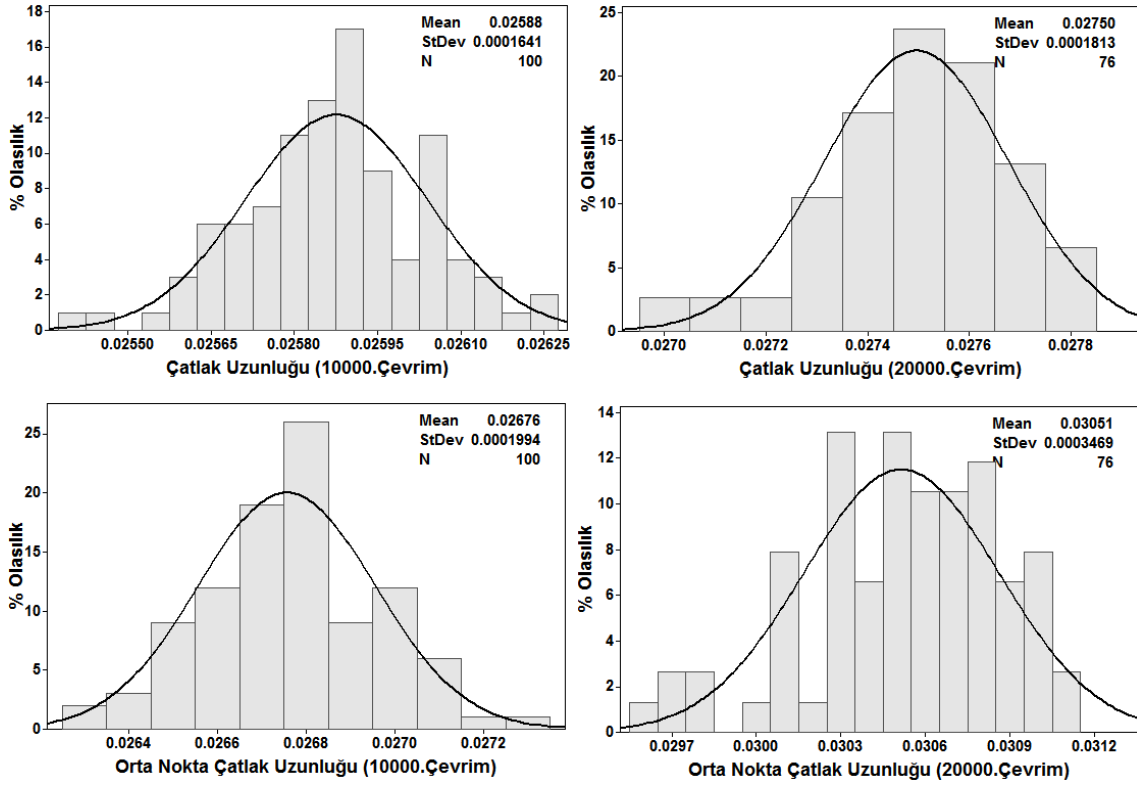 Mean 0.02588
StDev 0.0001641
N 100
18
16
14
12
10
8
6
4
2
0
% Olasılık
0.02550 0.02565 0.02580 0.02595 0.02610 0.02625
Çatlak Uzunluğu (10000.Çevrim)
Mean 0.02750
StDev 0.0001813
N 76
25
20
15
10
5
0
% Olasılık
0.0270 0.0272 0.0274 0.0276 0.0278
Çatlak Uzunluğu (20000.Çevrim)
Mean 0.02676
StDev 0.0001994
N 100
25
20
15
10
5
0
% Olasılık
0.0264 0.0266 0.0268 0.0270 0.0272
Orta Nokta Çatlak Uzunluğu (10000.Çevrim)
Mean 0.03051
StDev 0.0003469
N 76
14
12
10
8
6
4
2
0
% Olasılık
0.0297 0.0300 0.0303 0.0306 0.0309 0.0312
Orta Nokta Çatlak Uzunluğu (20000.Çevrim)